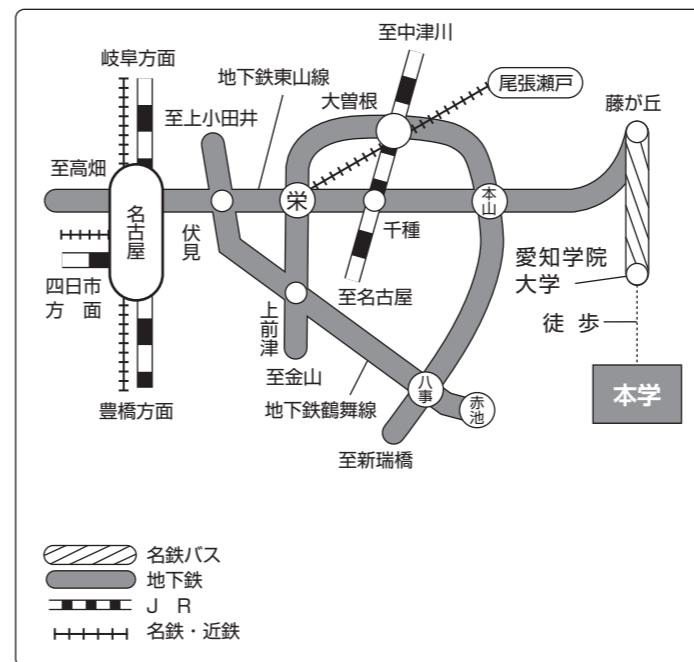 至中津川
岐阜方面
地下鉄東山線
尾張瀬戸
大曽根
藤が丘
至上小田井
至高畑
名古屋
栄
本山
伏見
千種
愛知学院
大学
四日市
方 面
至名古屋
上前津
徒 歩
至金山
八事
本学
豊橋方面
地下鉄鶴舞線
赤池
至新瑞橋
名鉄バス
地下鉄
J R
名鉄・近鉄